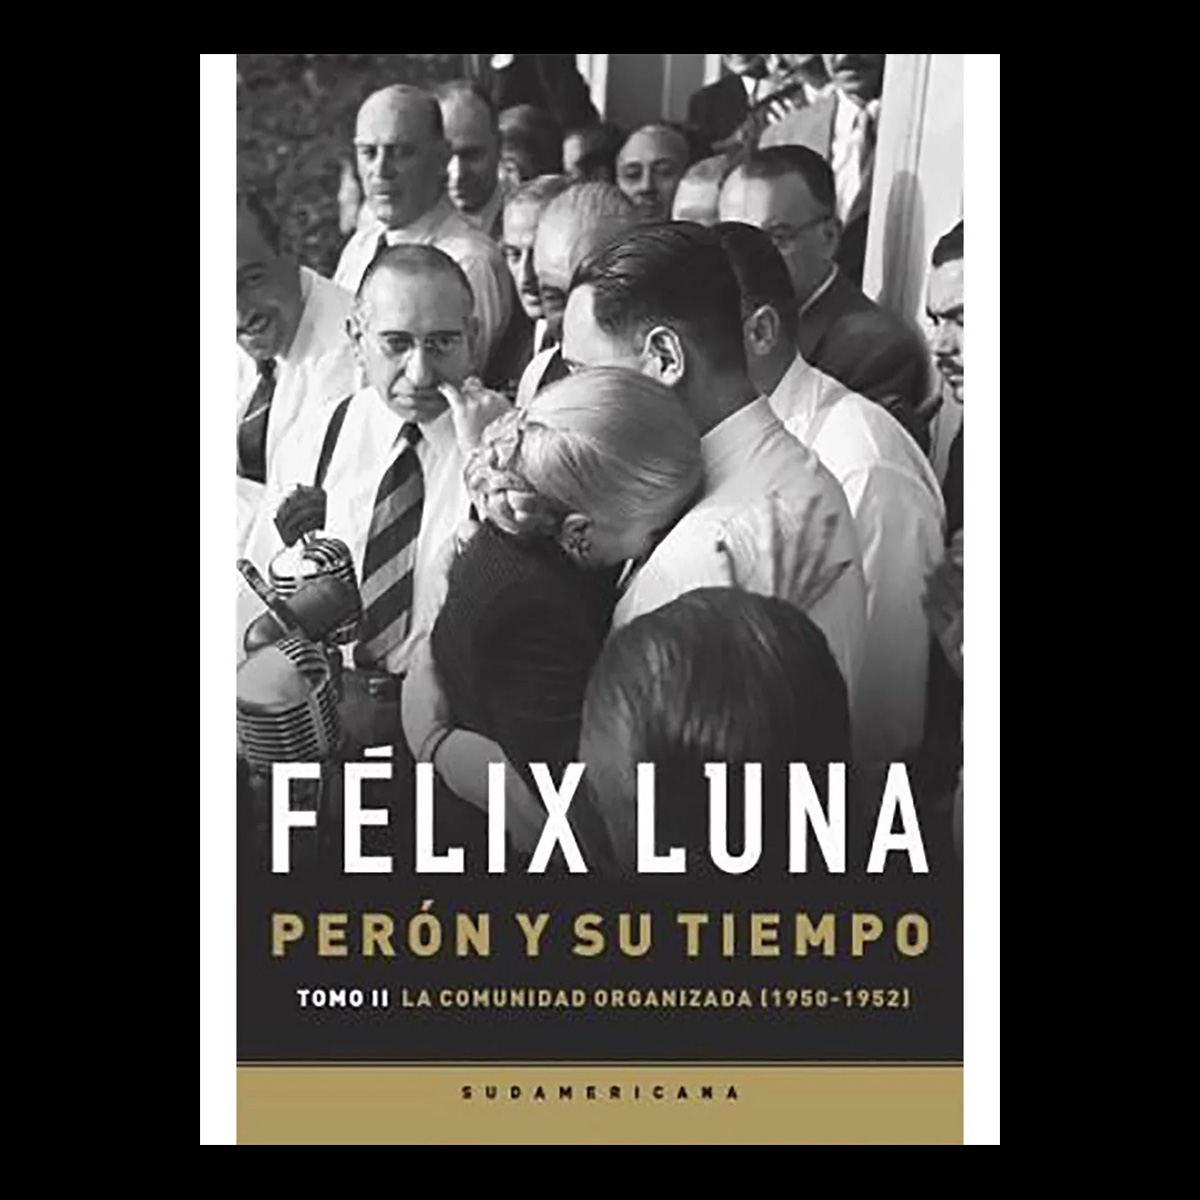 FÉLIX LUNA
PERÓN Y SU TIEMPO
TOMO II LA COMUNIDAD ORGANIZADA (1950-1952)
SUDAMERICANA